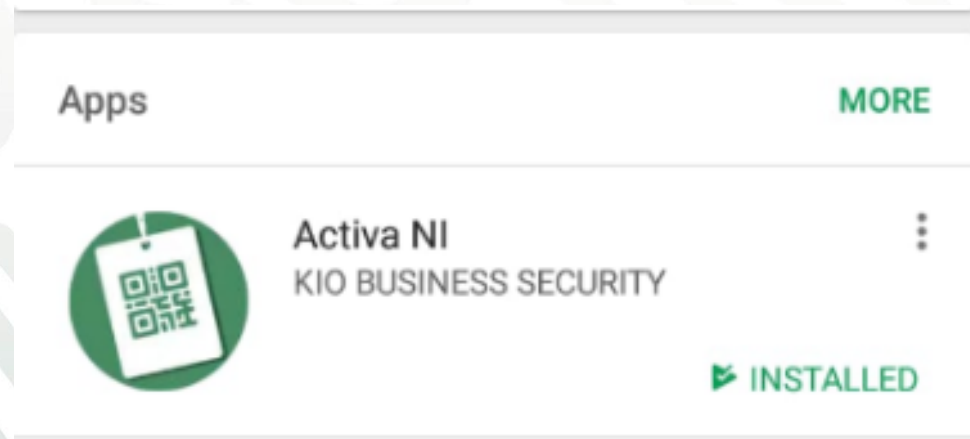 Apps
MORE
Activa NI
KIO BUSINESS SECURITY
INSTALLED